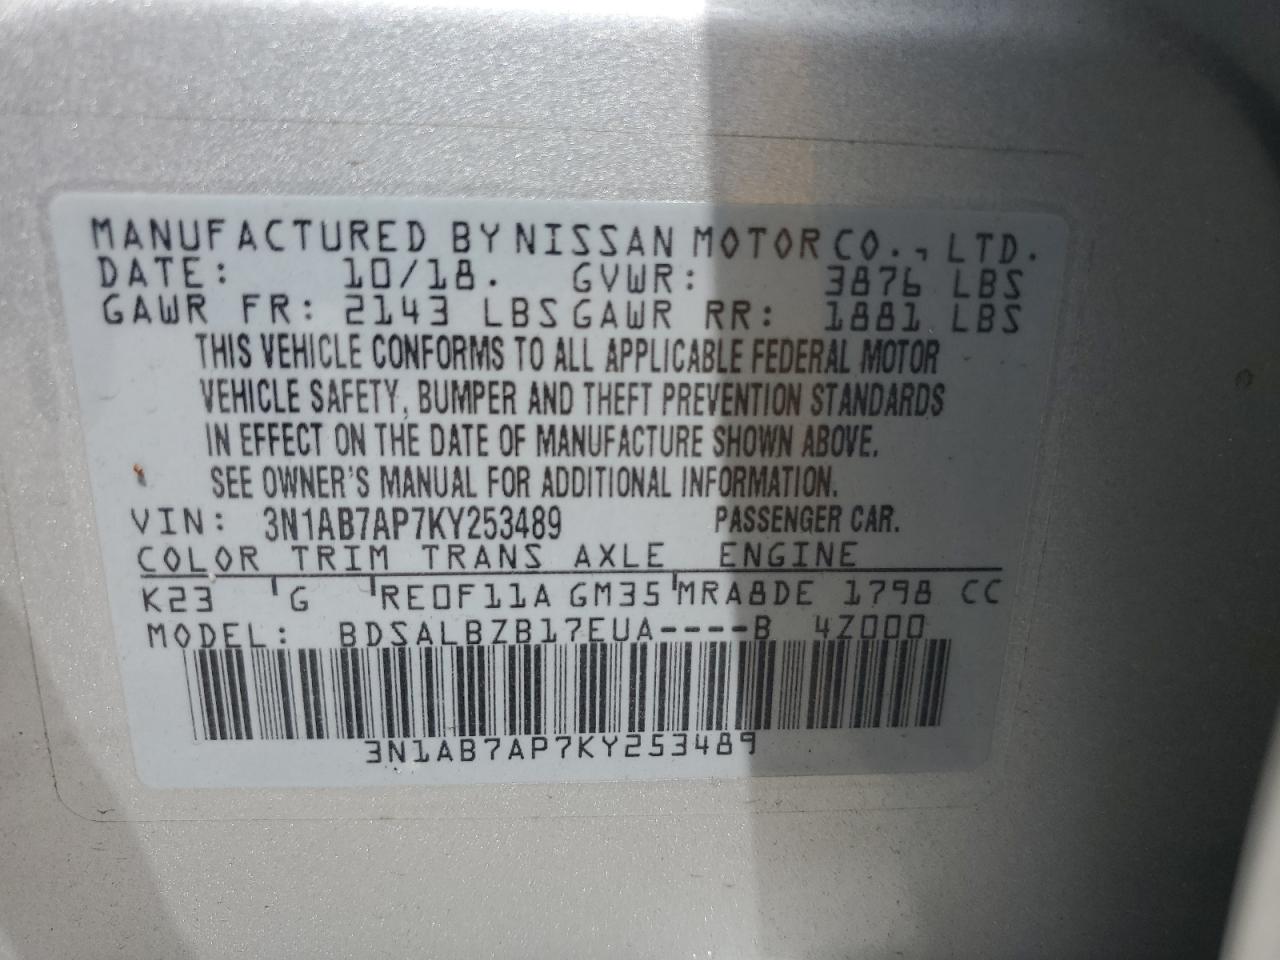 MANUFACTURED BY NISSAN MOTOR CO., LTD.
DATE: 10/18. GVWR: 3876 LBS
GAWR FR: 2143 LBS GAWR RR: 1881 LBS
THIS VEHICLE CONFORMS TO ALL APPLICABLE FEDERAL MOTOR
VEHICLE SAFETY, BUMPER AND THEFT PREVENTION STANDARDS
IN EFFECT ON THE DATE OF MANUFACTURE SHOWN ABOVE.
SEE OWNER'S MANUAL FOR ADDITIONAL INFORMATION.
VIN: 3N1AB7AP7KY253489 PASSENGER CAR.
COLOR TRIM TRANS AXLE ENGINE
K23 G RE0F11A GM35 MRA8DE 1798 CC
MODEL: BDSALBZB17EUA----B 4Z000
3N1AB7AP7KY253489